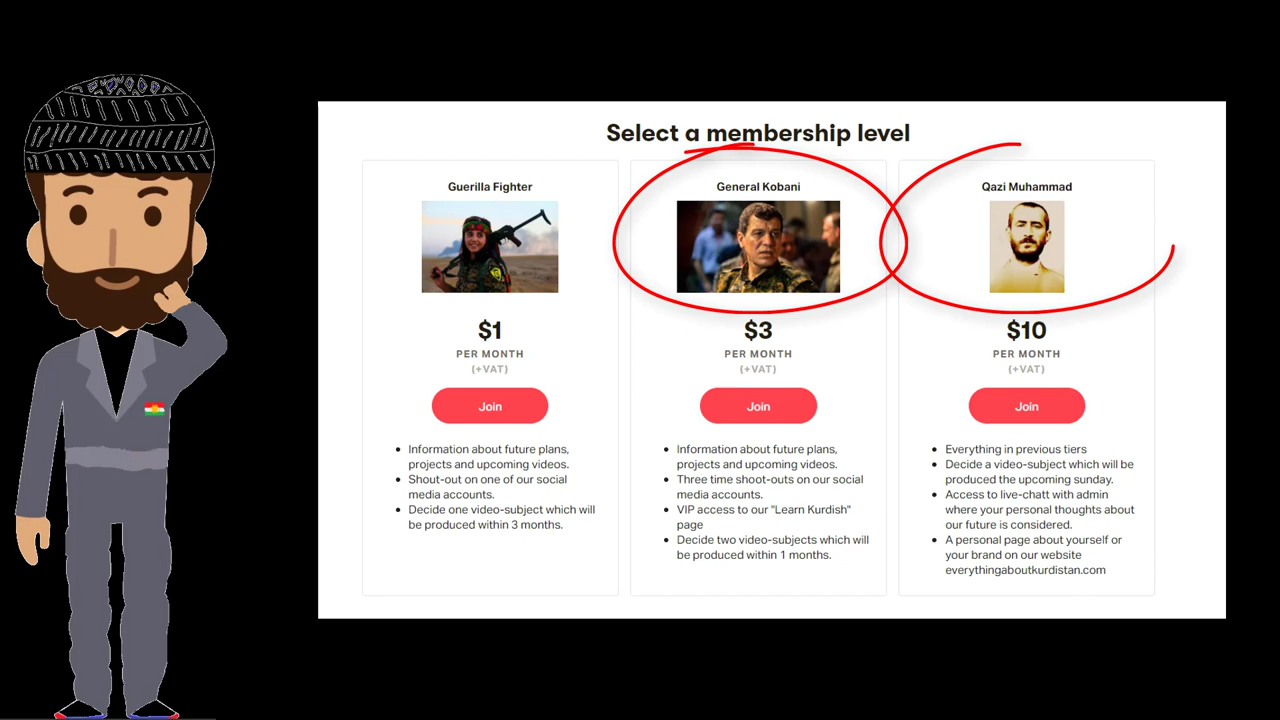 Select a membership level
Guerilla Fighter
$1
PER MONTH
(+VAT)
Join
Information about future plans,
projects and upcoming videos.
Shout-out on one of our social
media accounts.
Decide one video-subject which will
be produced within 3 months.
General Kobani
$3
PER MONTH
(+VAT)
Join
Information about future plans,
projects and upcoming videos.
Three time shoot-outs on our social
media accounts.
VIP access to our "Learn Kurdish"
page
Decide two video-subjects which will
be produced within 1 months.
Qazi Muhammad
$10
PER MONTH
(+VAT)
Join
Everything in previous tiers
Decide a video-subject which will be
produced the upcoming sunday.
Access to live-chatt with admin
where your personal thoughts about
our future is considered.
A personal page about yourself or
your brand on our website
everythingaboutkurdistan.com